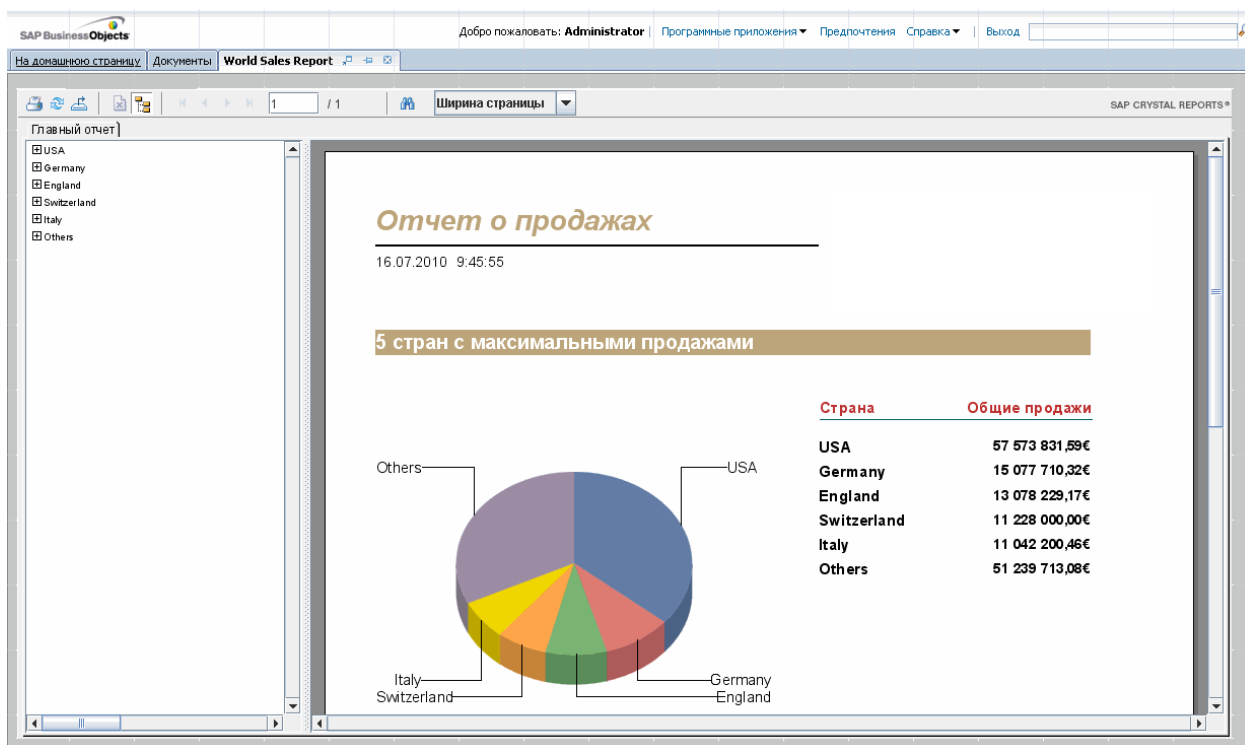 SAP BusinessObjects
Добро пожаловать: Administrator | Программные приложения Предпочтения Справка | Выход
На домашнюю страницу Документы World Sales Report
1 / 1 Ширина страницы SAP CRYSTAL REPORTS®
Главный отчет
USA
Germany
England
Switzerland
Italy
Others
Отчет о продажах
16.07.2010 9:45:55
5 стран с максимальными продажами
Страна Общие продажи
USA 57 573 831,59€
Germany 15 077 710,32€
England 13 078 229,17€
Switzerland 11 228 000,00€
Italy 11 042 200,46€
Others 51 239 713,08€
Others USA
Italy Germany
Switzerland England